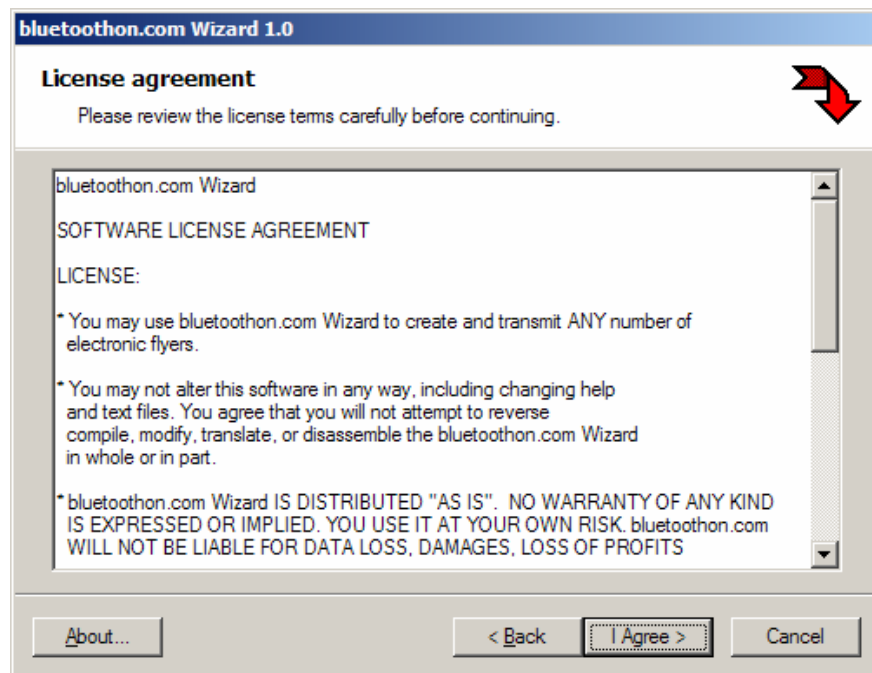 bluetoothon.com Wizard 1.0
License agreement
Please review the license terms carefully before continuing.
bluetoothon.com Wizard
SOFTWARE LICENSE AGREEMENT
LICENSE:
* You may use bluetoothon.com Wizard to create and transmit ANY number of
electronic flyers.
* You may not alter this software in any way, including changing help
and text files. You agree that you will not attempt to reverse
compile, modify, translate, or disassemble the bluetoothon.com Wizard
in whole or in part.
* bluetoothon.com Wizard IS DISTRIBUTED "AS IS".  NO WARRANTY OF ANY KIND
IS EXPRESSED OR IMPLIED. YOU USE IT AT YOUR OWN RISK. bluetoothon.com
WILL NOT BE LIABLE FOR DATA LOSS, DAMAGES, LOSS OF PROFITS
About...
< Back
I Agree >
Cancel